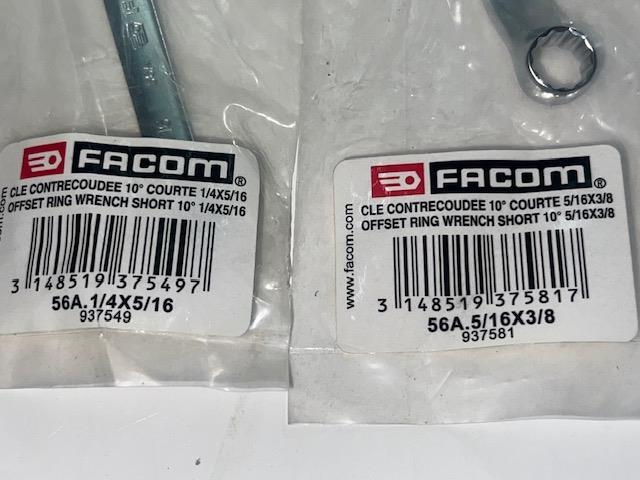 FACOM®
CLE CONTRECOUDEE 10° COURTE 1/4X5/16
OFFSET RING WRENCH SHORT 10° 1/4X5/16
3 148519 375497
56A.1/4X5/16
937549
FACOM®
CLE CONTRECOUDEE 10° COURTE 5/16X3/8
OFFSET RING WRENCH SHORT 10° 5/16X3/8
www.facom.com
3 148519 375817
56A.5/16X3/8
937581